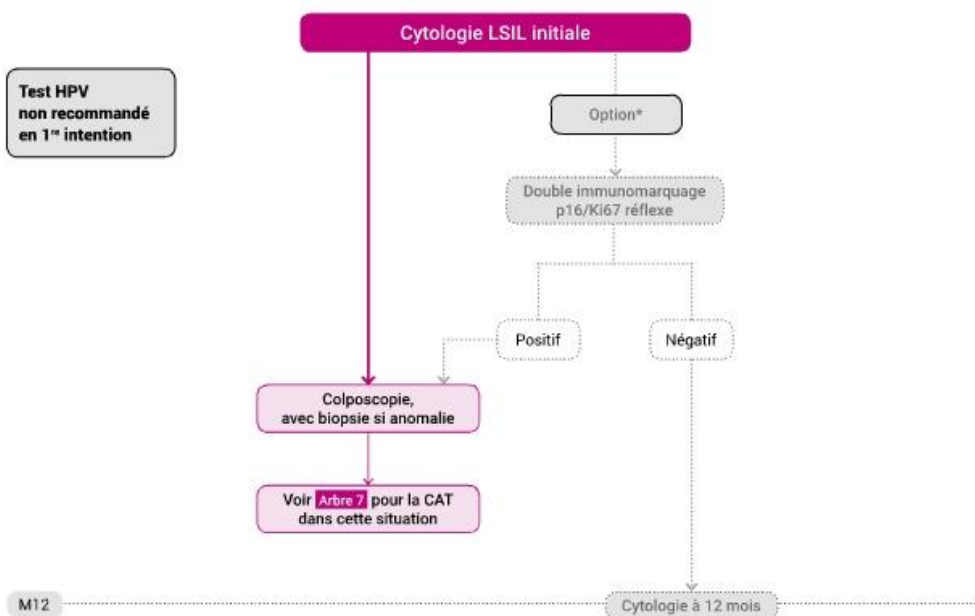 Cytologie LSIL initiale
Test HPV
non recommandé
en 1re intention
Option*
Double immunomarquage
p16/Ki67 réflexe
Positif
Négatif
Colposcopie,
avec biopsie si anomalie
Voir Arbre 7 pour la CAT
dans cette situation
M12
Cytologie à 12 mois